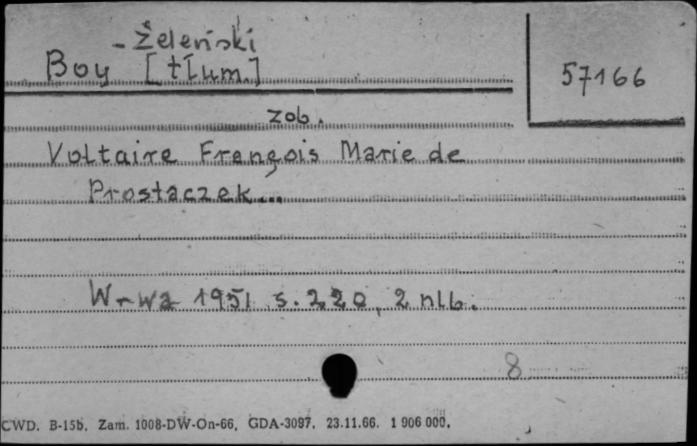 - Żeleński
Boy [tłum.]
57166
zob.
Voltaire François Marie de
Prostaczek...
W-wa 1951 s. 220, 2 nlb.
8
CWD. B-15b. Zam. 1008-DW-On-66. GDA-3097. 23.11.66. 1 906 000.